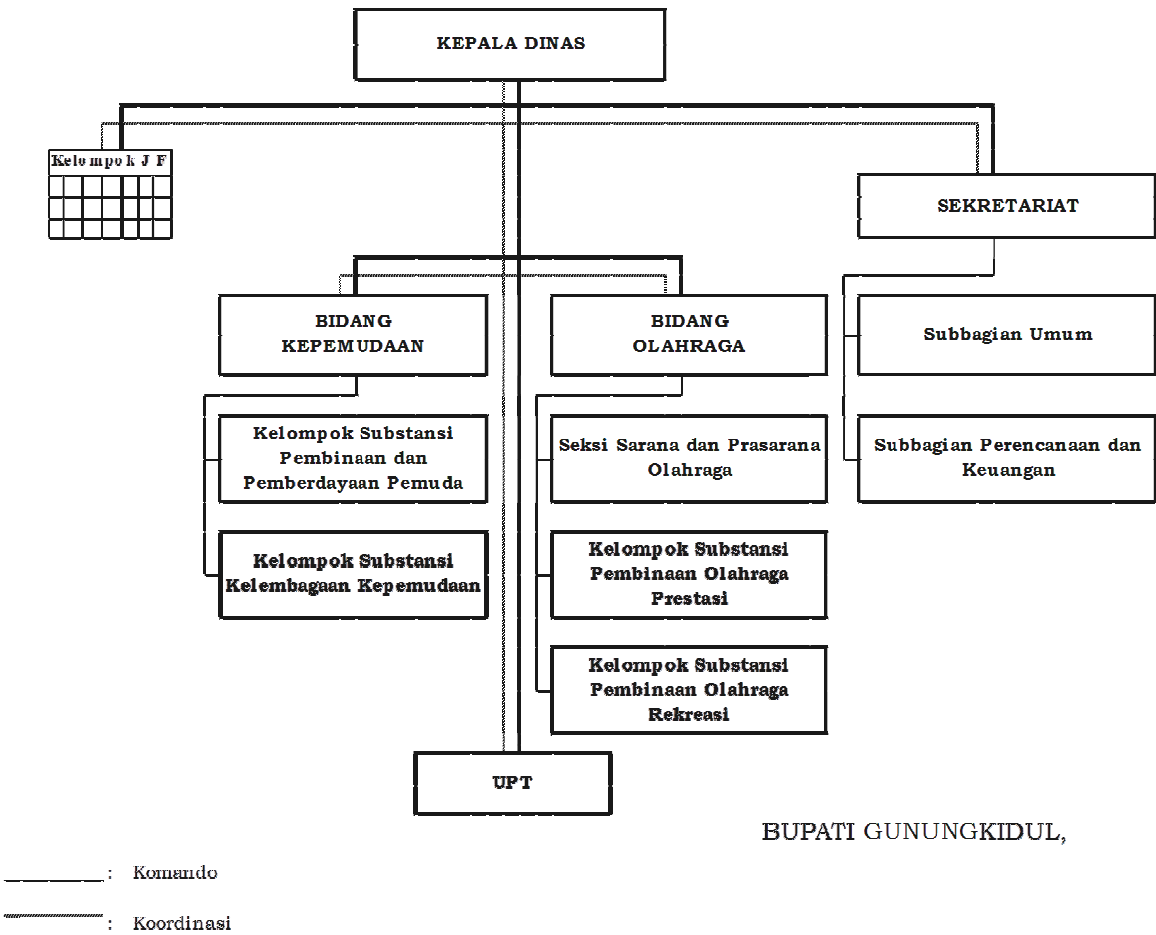 KEPALA DINAS
Kelompok J F
SEKRETARIAT
BIDANG
KEPEMUDAAN
BIDANG
OLAHRAGA
Subbagian Umum
Kelompok Substansi
Pembinaan dan
Pemberdayaan Pemuda
Seksi Sarana dan Prasarana
Olahraga
Subbagian Perencanaan dan
Keuangan
Kelompok Substansi
Kelembagaan Kepemudaan
Kelompok Substansi
Pembinaan Olahraga
Prestasi
Kelompok Substansi
Pembinaan Olahraga
Rekreasi
UPT
BUPATI GUNUNGKIDUL,
: Komando
: Koordinasi